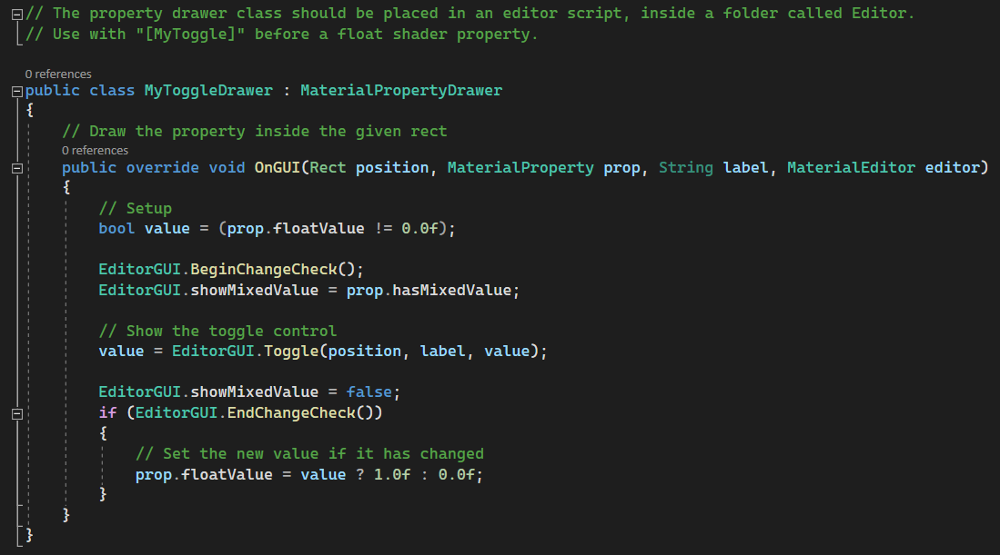 // The property drawer class should be placed in an editor script, inside a folder called Editor.
// Use with "[MyToggle]" before a float shader property.
0 references
public class MyToggleDrawer : MaterialPropertyDrawer
{
// Draw the property inside the given rect
0 references
public override void OnGUI(Rect position, MaterialProperty prop, String label, MaterialEditor editor)
{
// Setup
bool value = (prop.floatValue != 0.0f);
EditorGUI.BeginChangeCheck();
EditorGUI.showMixedValue = prop.hasMixedValue;
// Show the toggle control
value = EditorGUI.Toggle(position, label, value);
EditorGUI.showMixedValue = false;
if (EditorGUI.EndChangeCheck())
{
// Set the new value if it has changed
prop.floatValue = value ? 1.0f : 0.0f;
}
}
}